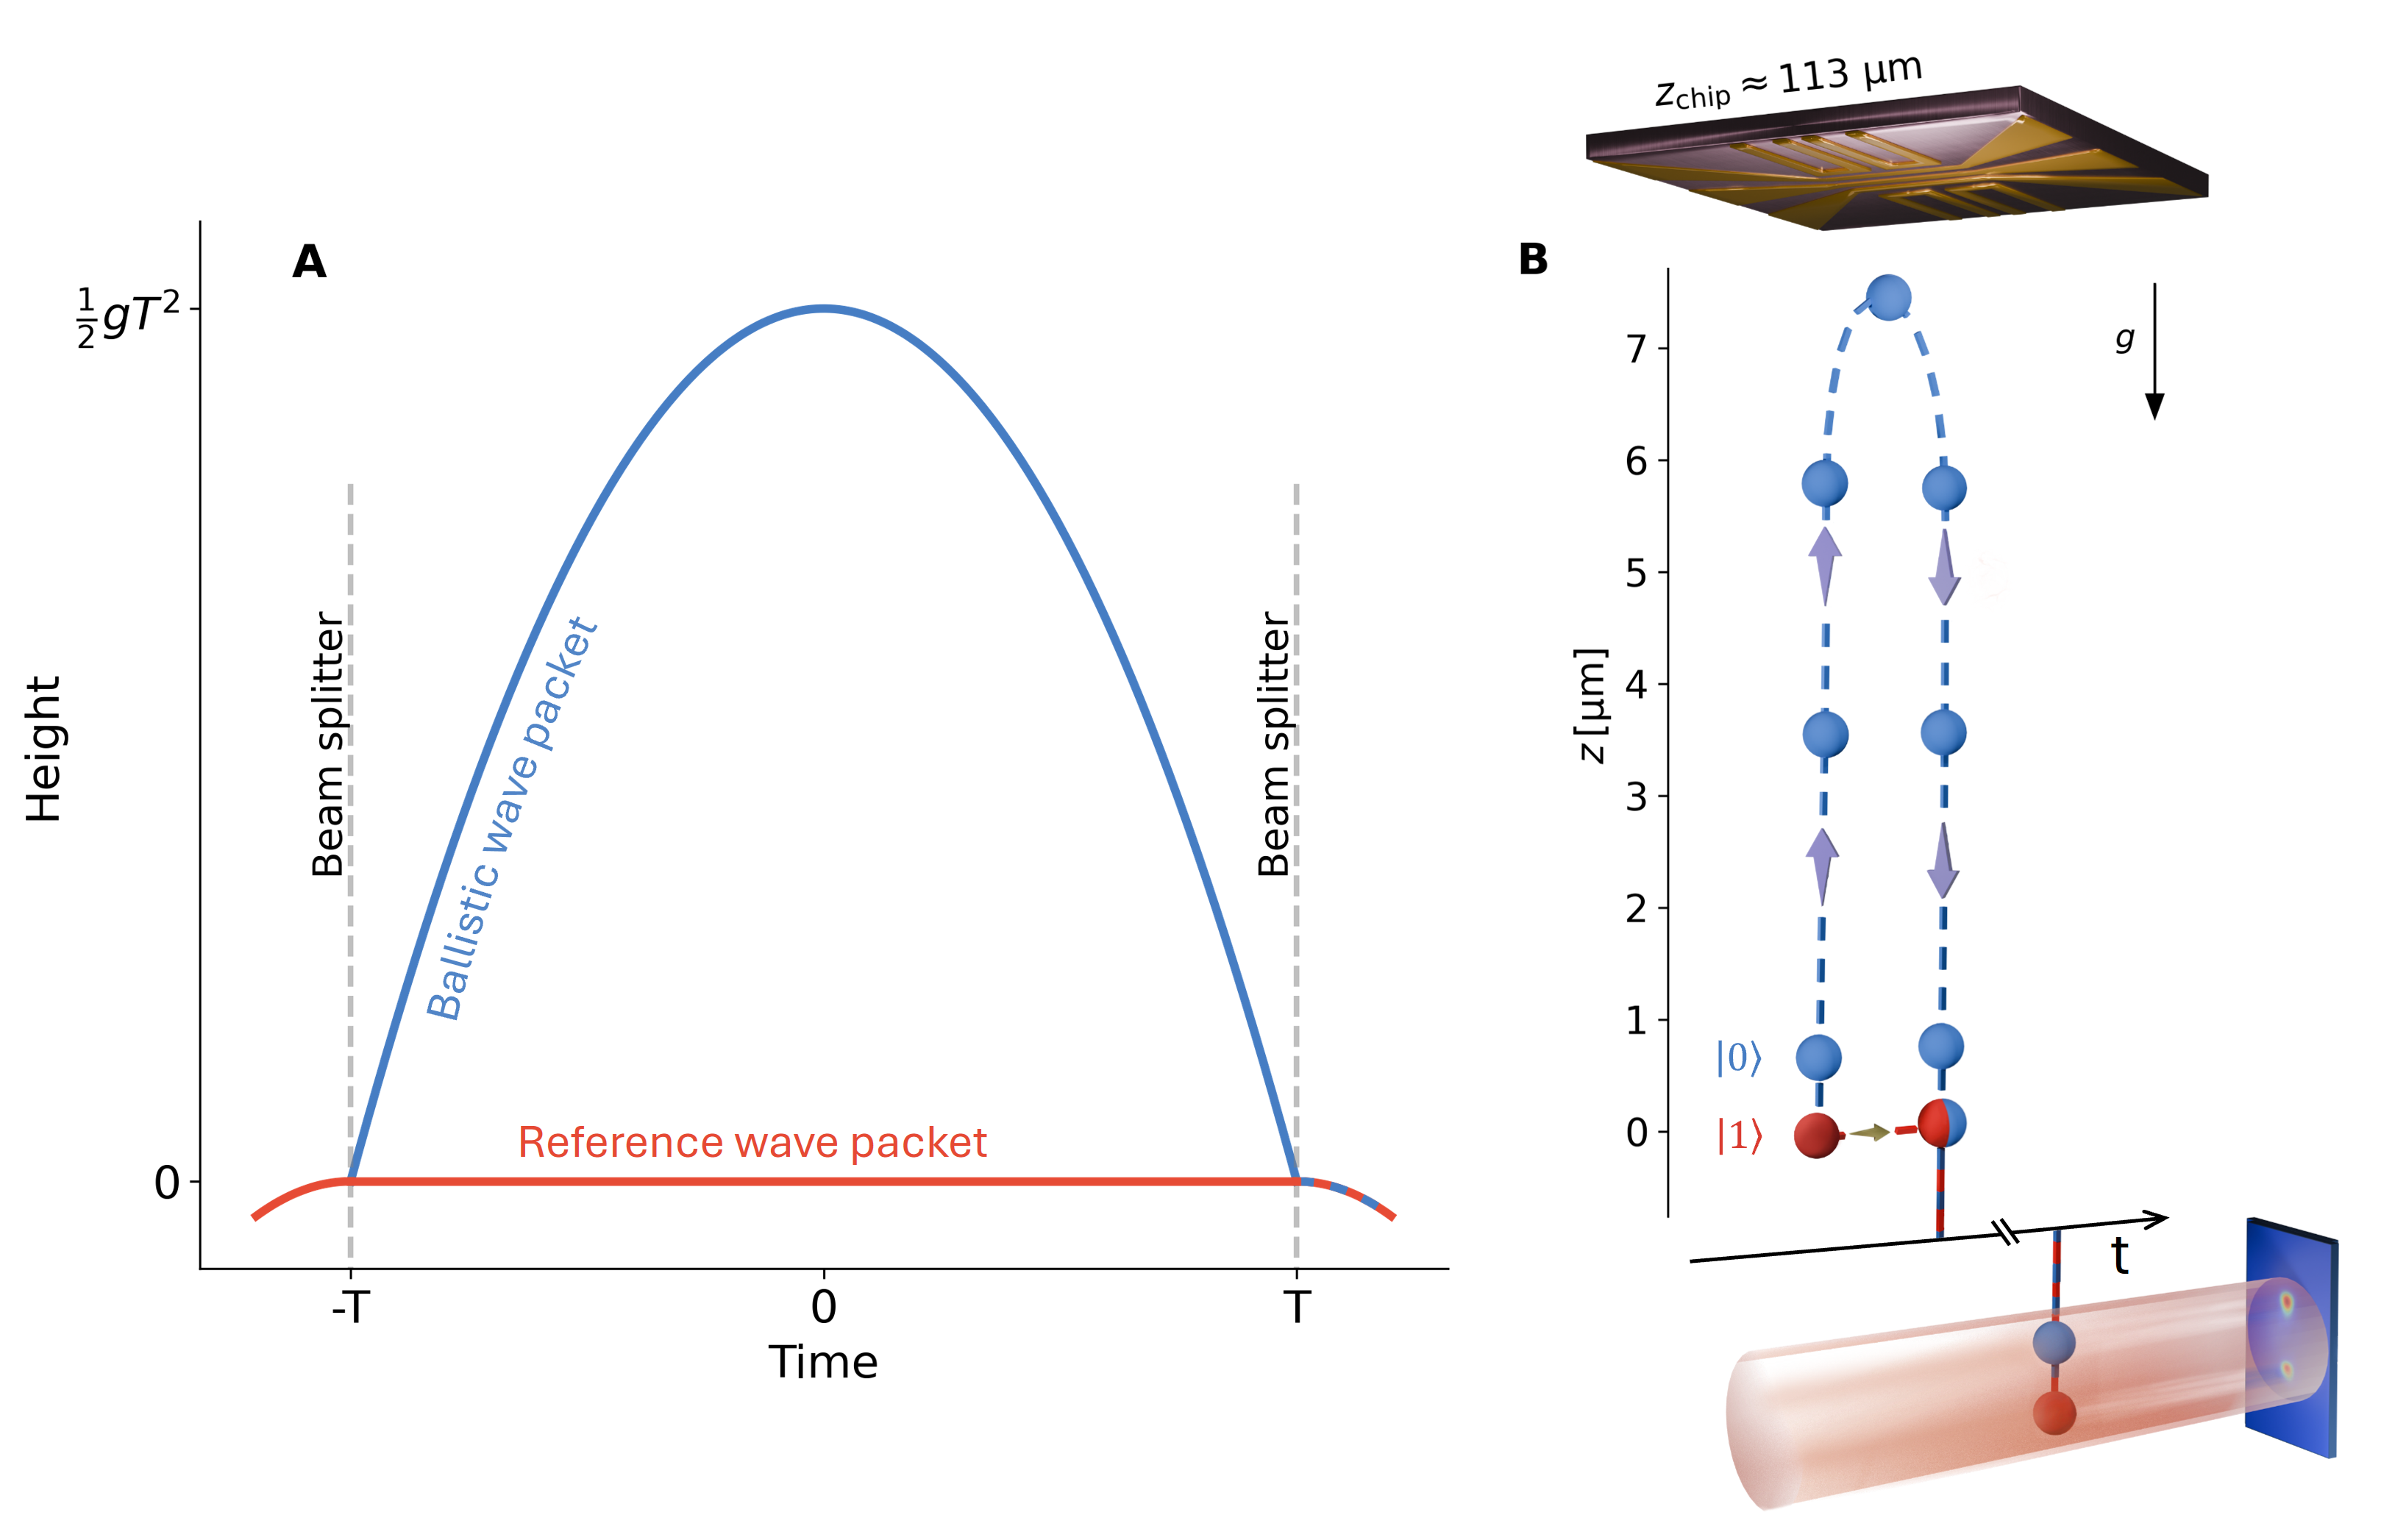 A
½gT²
Height
0
Beam splitter
Ballistic wave packet
Reference wave packet
Beam splitter
-T
0
T
Time
z_chip ≈ 113 μm
B
g
z [μm]
7
6
5
4
3
2
1
0
|0⟩
|1⟩
t